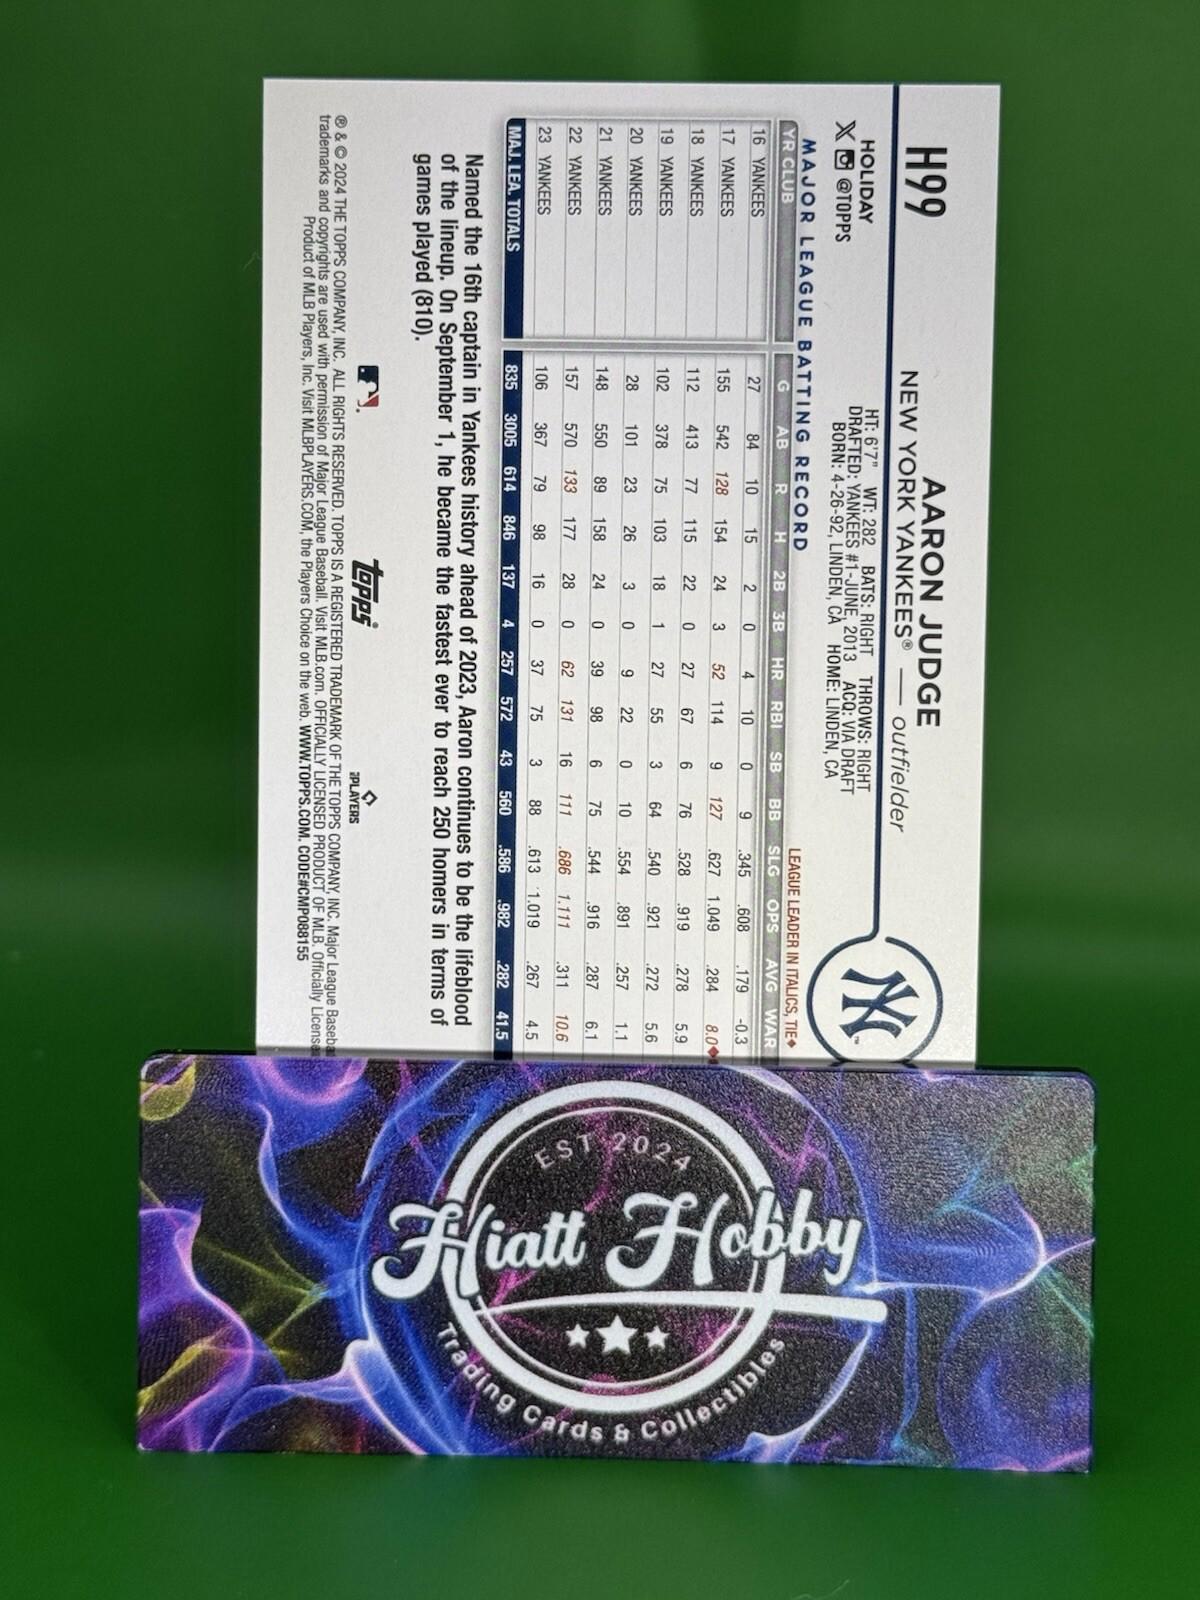 H99
AARON JUDGE
NEW YORK YANKEES® — outfielder
HOLIDAY
X @TOPPS
HT: 6'7" WT: 282 BATS: RIGHT THROWS: RIGHT
DRAFTED: YANKEES #1-JUNE, 2013 ACQ: VIA DRAFT
BORN: 4-26-92, LINDEN, CA HOME: LINDEN, CA
NY
MAJOR LEAGUE BATTING RECORD
LEAGUE LEADER IN ITALICS, TIE♦
YR CLUB G AB R H 2B 3B HR RBI SB BB SLG OPS AVG WAR
16 YANKEES 27 84 10 15 2 0 4 10 0 9 .345 .608 .179 -0.3
17 YANKEES 155 542 128 154 24 3 52 114 9 127 .627 1.049 .284 8.0♦
18 YANKEES 112 413 77 115 22 0 27 67 6 76 .528 .919 .278 5.9
19 YANKEES 102 378 75 103 18 1 27 55 3 64 .540 .921 .272 5.6
20 YANKEES 28 101 23 26 3 0 9 22 0 10 .554 .891 .257 1.1
21 YANKEES 148 550 89 158 24 0 39 98 6 75 .544 .916 .287 6.1
22 YANKEES 157 570 133 177 28 0 62 131 16 111 .686 1.111 .311 10.6
23 YANKEES 106 367 79 98 16 0 37 75 3 88 .613 1.019 .267 4.5
MAJ. LEA. TOTALS 835 3005 614 846 137 4 257 572 43 560 .586 .982 .282 41.5
Named the 16th captain in Yankees history ahead of 2023, Aaron continues to be the lifeblood
of the lineup. On September 1, he became the fastest ever to reach 250 homers in terms of
games played (810).
topps®
PLAYERS
® & © 2024 THE TOPPS COMPANY, INC. ALL RIGHTS RESERVED. TOPPS IS A REGISTERED TRADEMARK OF THE TOPPS COMPANY, INC. Major League Baseba
trademarks and copyrights are used with permission of Major League Baseball. Visit MLB.com. OFFICIALLY LICENSED PRODUCT OF MLB. Officially License
Product of MLB Players, Inc. Visit MLBPLAYERS.COM, the Players Choice on the web. WWW.TOPPS.COM. CODE#CMP088155
EST 2024
Hiatt Hobby
Trading Cards & Collectibles